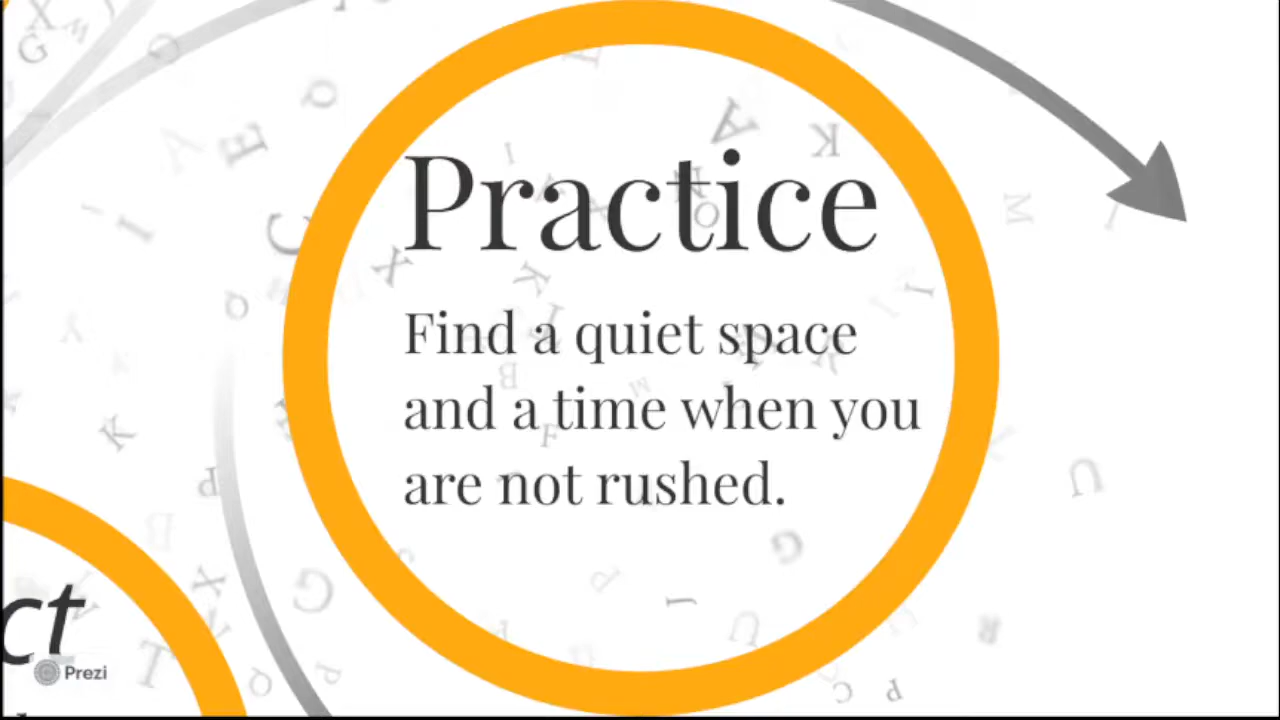 Practice
Find a quiet space
and a time when you
are not rushed.
ct
Prezi